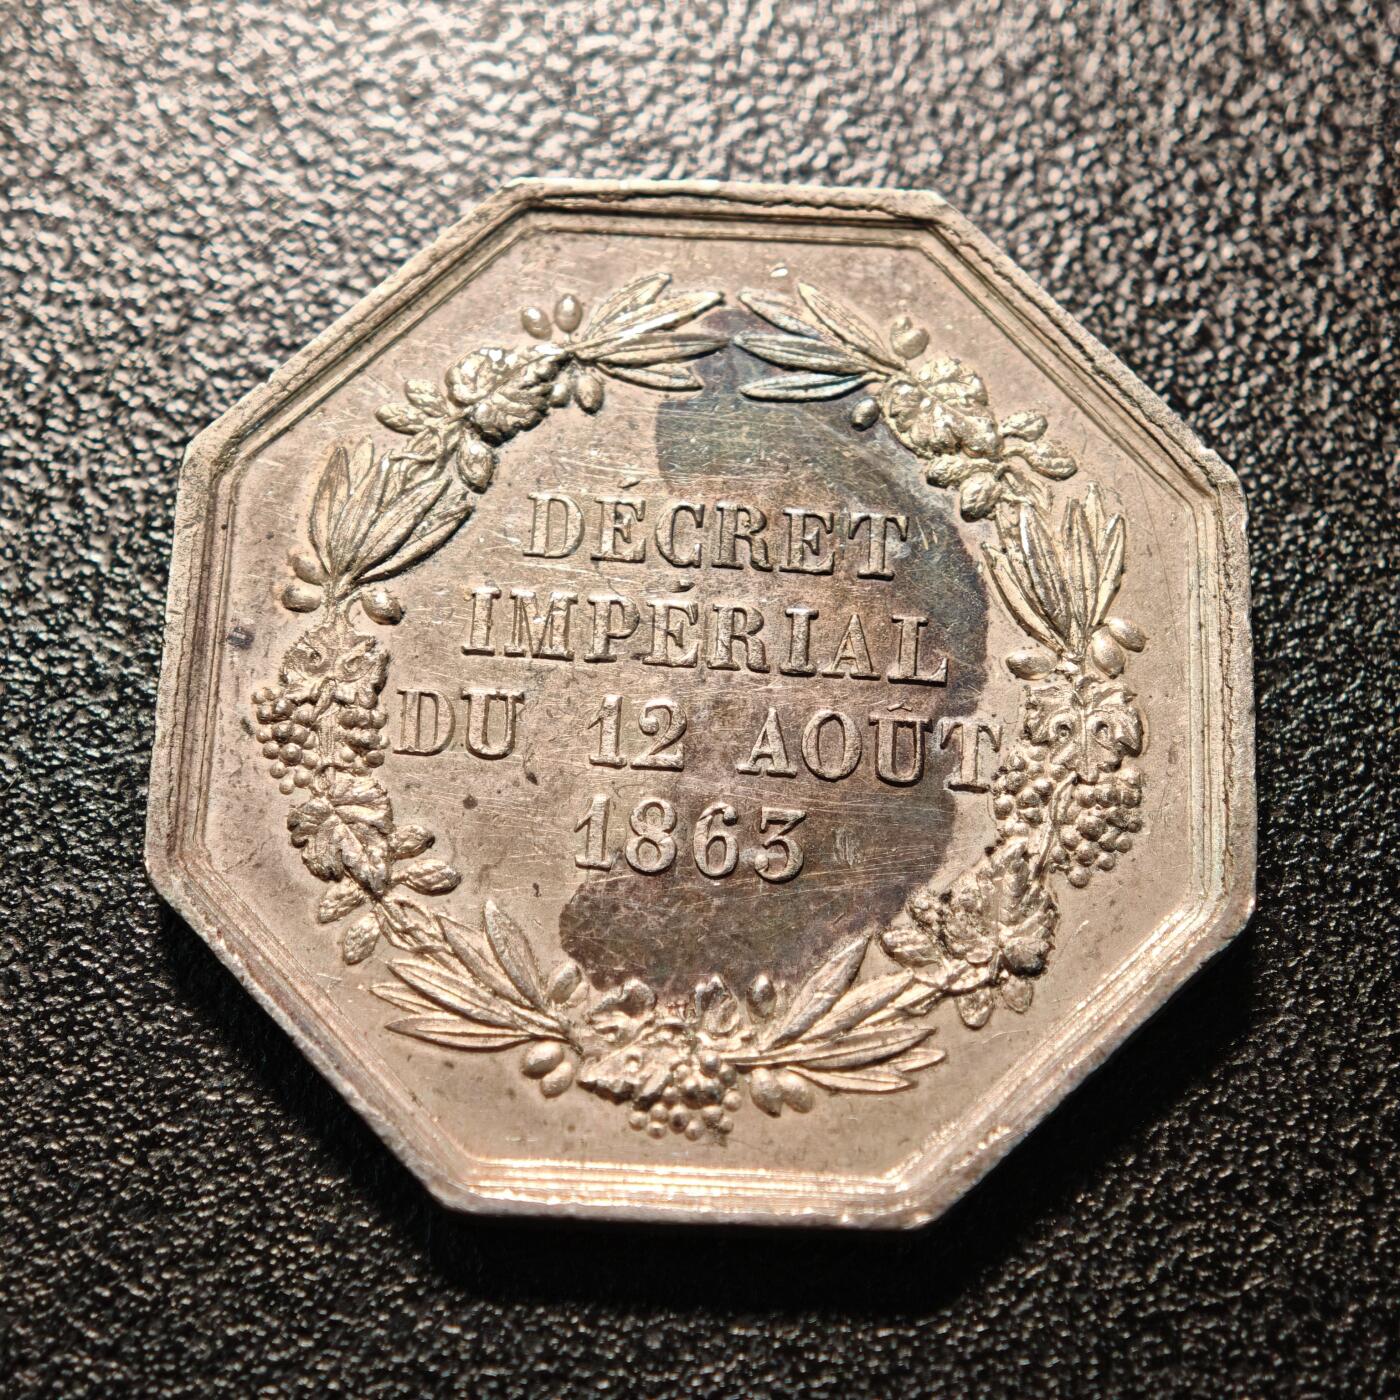 DÉCRET
IMPÉRIAL
DU 12 AOÛT
1863